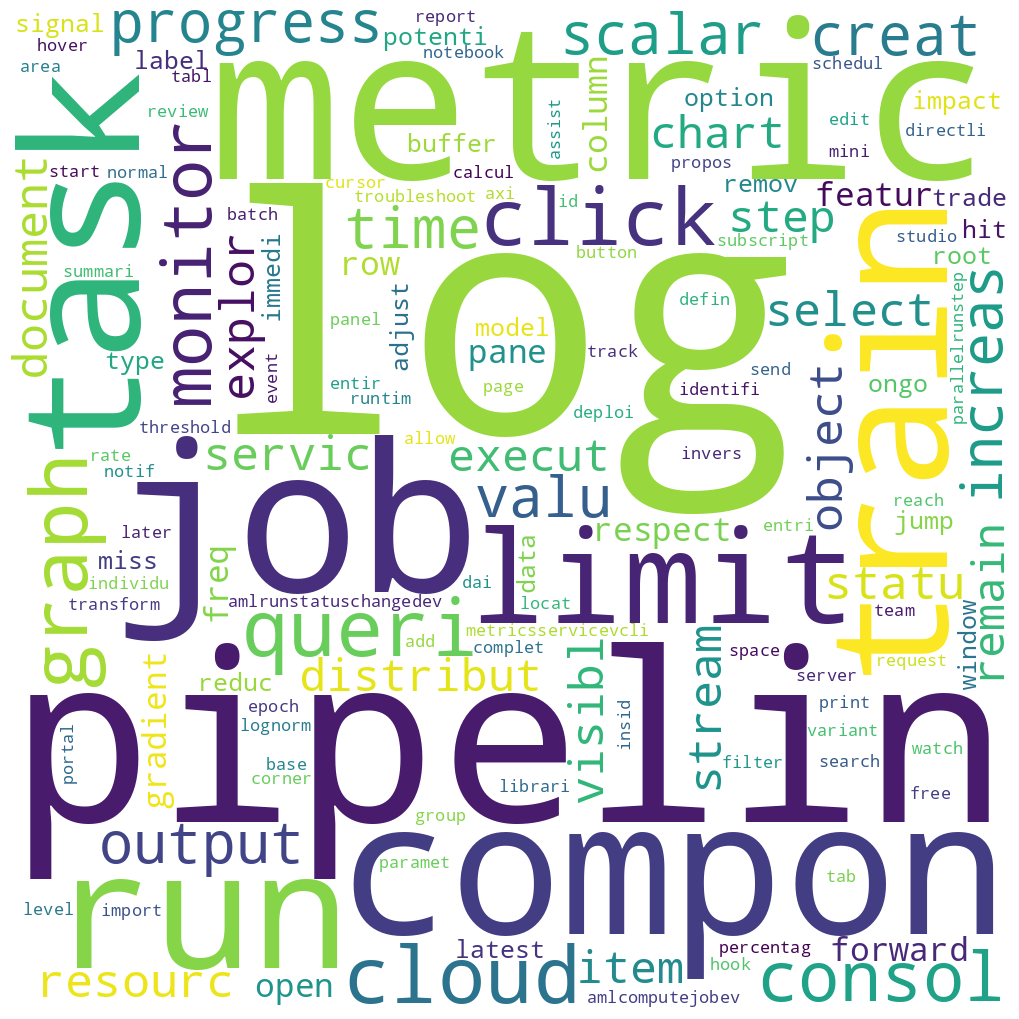 signal
progress
report
potenti
scalar
creat
hover
notebook
area
label
tabl
schedul
metric
task
review
buffer
assist
column
option
chart
impact
edit
directli
mini
document
start
normal
monitor
cursor
troubleshoot
calcul
axi
propos
remov
featur
trade
batch
time
click
id
step
subscript
studio
hit
summari
explor
immedi
row
button
root
log
train
type
event
panel
adjust
model
pane
page
defin
track
send
select
increas
parallelrunstep
entir
runtim
deploi
identifi
object
ongo
threshold
allow
rate
notif
servic
execut
invers
graph
job
valu
reach
later
miss
respect
entri
jump
individu
freq
data
limit
statu
remain
transform
amlrunstatuschangedev
dai
locat
team
queri
add
metricsservicevcli
complet
space
window
request
gradient
reduc
distribut
visibl
stream
server
epoch
lognorm
insid
print
variant
portal
base
corner
librari
filter
search
watch
pipelin
free
output
group
paramet
compon
tab
run
level
import
latest
percentag
forward
resourc
open
cloud
item
hook
consol
amlcomputejobev